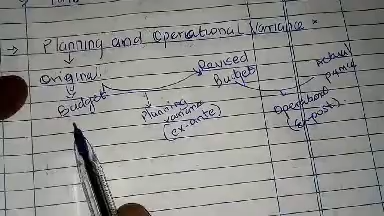 → Planning and Operational Variance *
Original Budget
Revised Budget
Planning variance (ex-ante)
Operational (ex post)
Actual